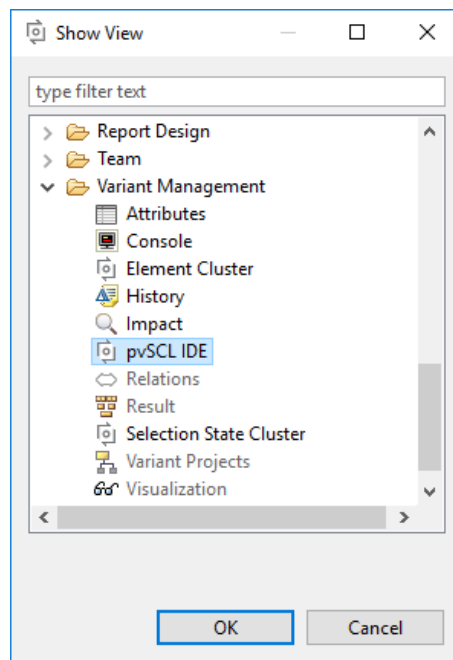 Show View
type filter text
Report Design
Team
Variant Management
Attributes
Console
Element Cluster
History
Impact
pvSCL IDE
Relations
Result
Selection State Cluster
Variant Projects
Visualization
OK
Cancel